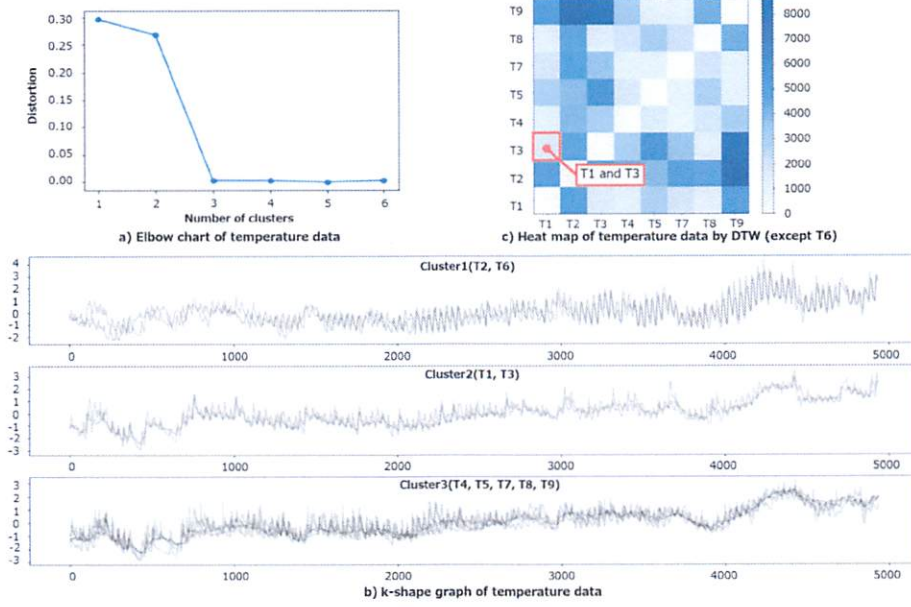 0.30
0.25
0.20
0.15
0.10
0.05
0.00
Distortion
1 2 3 4 5 6
Number of clusters
a) Elbow chart of temperature data
T9
T8
T7
T5
T4
T3
T2
T1
T1 and T3
T1 T2 T3 T4 T5 T7 T8 T9
8000
7000
6000
5000
4000
3000
2000
1000
0
c) Heat map of temperature data by DTW (except T6)
Cluster1(T2, T6)
4
3
2
1
0
-1
-2
0 1000 2000 3000 4000 5000
Cluster2(T1, T3)
3
2
1
0
-1
-2
-3
0 1000 2000 3000 4000 5000
Cluster3(T4, T5, T7, T8, T9)
3
2
1
0
-1
-2
-3
0 1000 2000 3000 4000 5000
b) k-shape graph of temperature data